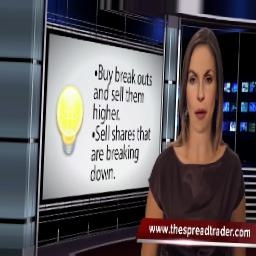 •Buy break outs
and sell them
higher.
•Sell shares that
are breaking
down.
www.thespreadtrader.com